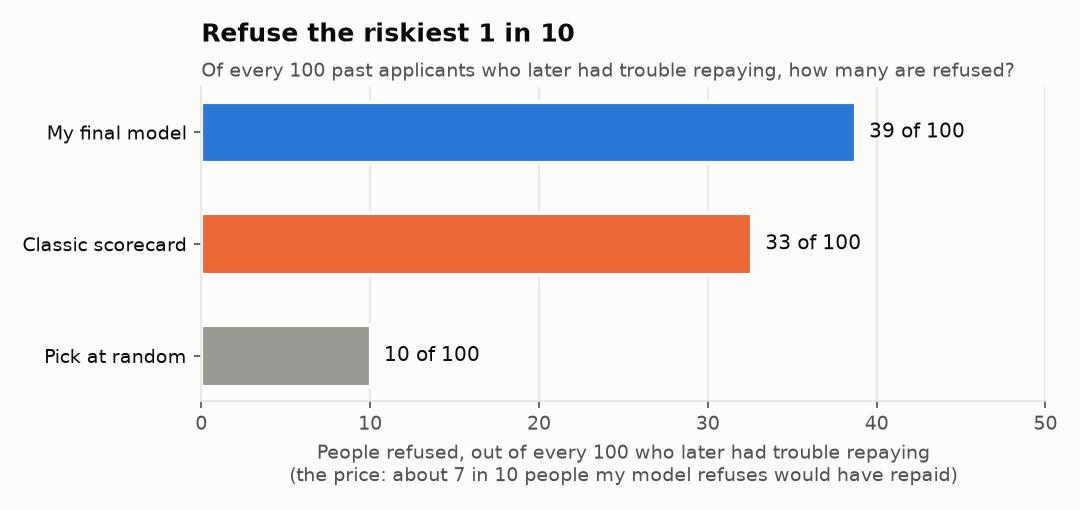 Refuse the riskiest 1 in 10
Of every 100 past applicants who later had trouble repaying, how many are refused?
My final model
39 of 100
Classic scorecard
33 of 100
Pick at random
10 of 100
0 10 20 30 40 50
People refused, out of every 100 who later had trouble repaying
(the price: about 7 in 10 people my model refuses would have repaid)